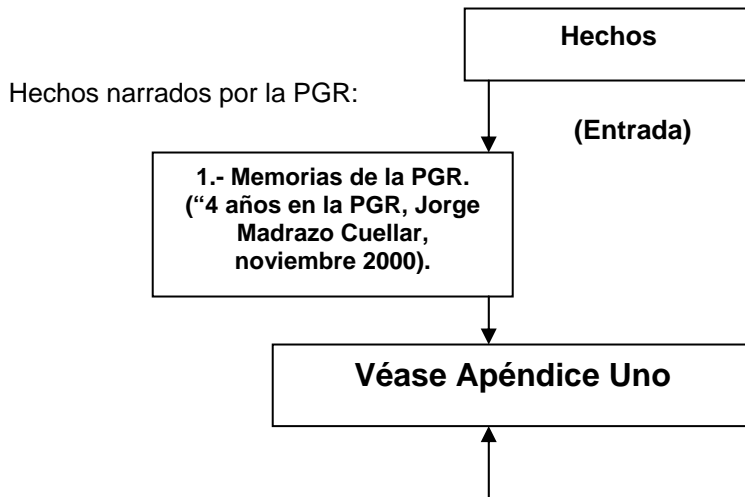 Hechos
Hechos narrados por la PGR:
(Entrada)
1.- Memorias de la PGR.
(“4 años en la PGR, Jorge
Madrazo Cuellar,
noviembre 2000).
Véase Apéndice Uno